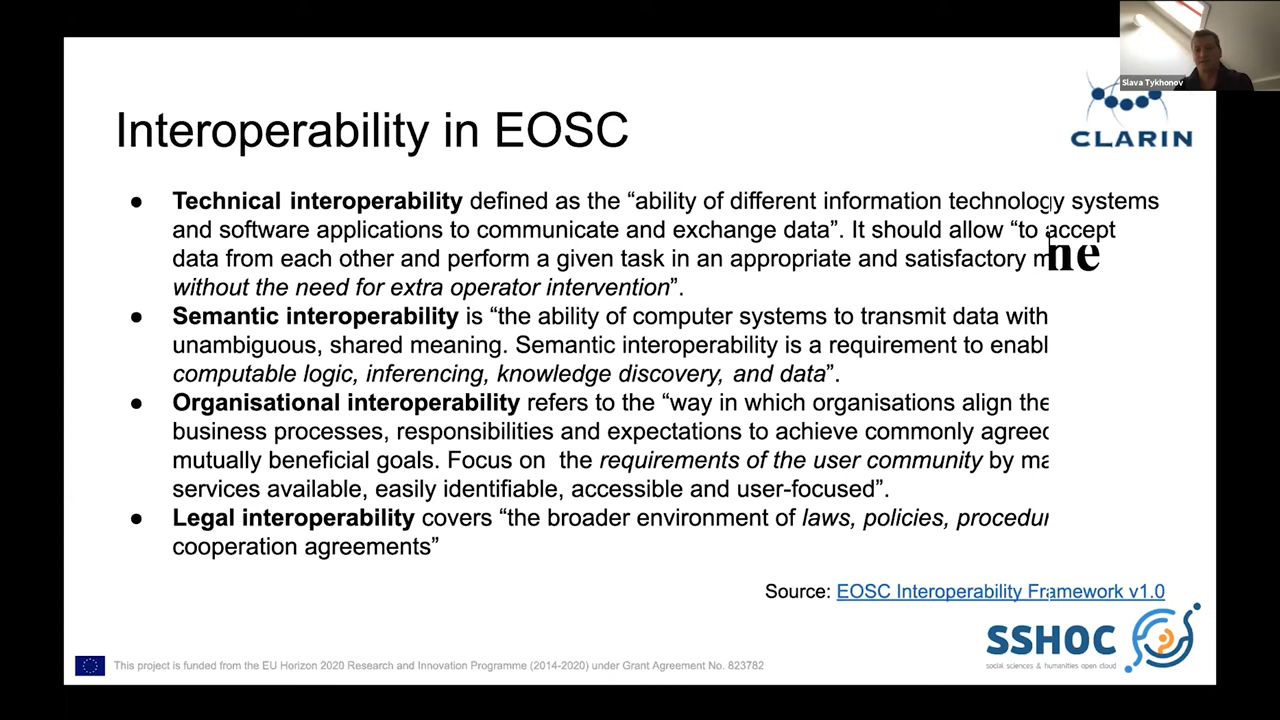 Slava Tykhonov
CLARIN
Interoperability in EOSC
● Technical interoperability defined as the “ability of different information technology systems
and software applications to communicate and exchange data”. It should allow “to accept
data from each other and perform a given task in an appropriate and satisfactory m
ne
without the need for extra operator intervention”.
● Semantic interoperability is “the ability of computer systems to transmit data with
unambiguous, shared meaning. Semantic interoperability is a requirement to enabl
computable logic, inferencing, knowledge discovery, and data”.
● Organisational interoperability refers to the “way in which organisations align the
business processes, responsibilities and expectations to achieve commonly agreed
mutually beneficial goals. Focus on the requirements of the user community by ma
services available, easily identifiable, accessible and user-focused”.
● Legal interoperability covers “the broader environment of laws, policies, procedur
cooperation agreements”
Source: EOSC Interoperability Framework v1.0
SSHOC
social sciences & humanities open cloud
This project is funded from the EU Horizon 2020 Research and Innovation Programme (2014-2020) under Grant Agreement No. 823782